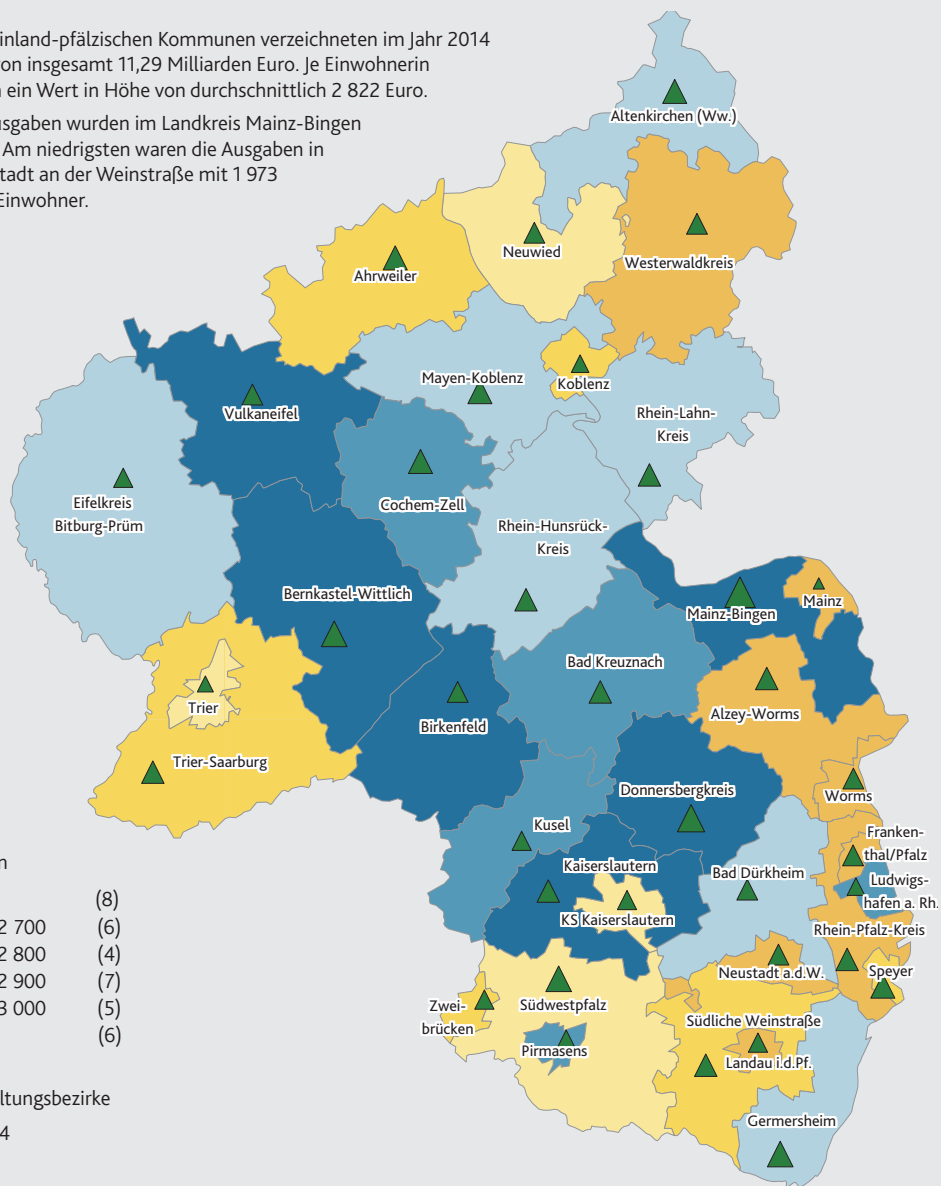 inland-pfälzischen Kommunen verzeichneten im Jahr 2014
von insgesamt 11,29 Milliarden Euro. Je Einwohnerin
ein Wert in Höhe von durchschnittlich 2 822 Euro.
usgaben wurden im Landkreis Mainz-Bingen
Am niedrigsten waren die Ausgaben in
stadt an der Weinstraße mit 1 973
Einwohner.
Altenkirchen (Ww.)
Neuwied
Westerwaldkreis
Ahrweiler
Mayen-Koblenz
Koblenz
Vulkaneifel
Rhein-Lahn-
Kreis
Eifelkreis
Bitburg-Prüm
Cochem-Zell
Rhein-Hunsrück-
Kreis
Bernkastel-Wittlich
Mainz-Bingen
Mainz
Bad Kreuznach
Trier
Birkenfeld
Alzey-Worms
Trier-Saarburg
Donnersbergkreis
Worms
Kusel
Franken-
thal/Pfalz
Kaiserslautern
Bad Dürkheim
Ludwigs-
hafen a. Rh.
KS Kaiserslautern
Rhein-Pfalz-Kreis
Neustadt a.d.W.
Speyer
Zwei-
brücken
Südwestpfalz
Südliche Weinstraße
Pirmasens
Landau i.d.Pf.
Germersheim
n
(8)
2 700 (6)
2 800 (4)
2 900 (7)
3 000 (5)
(6)
ltungsbezirke
4